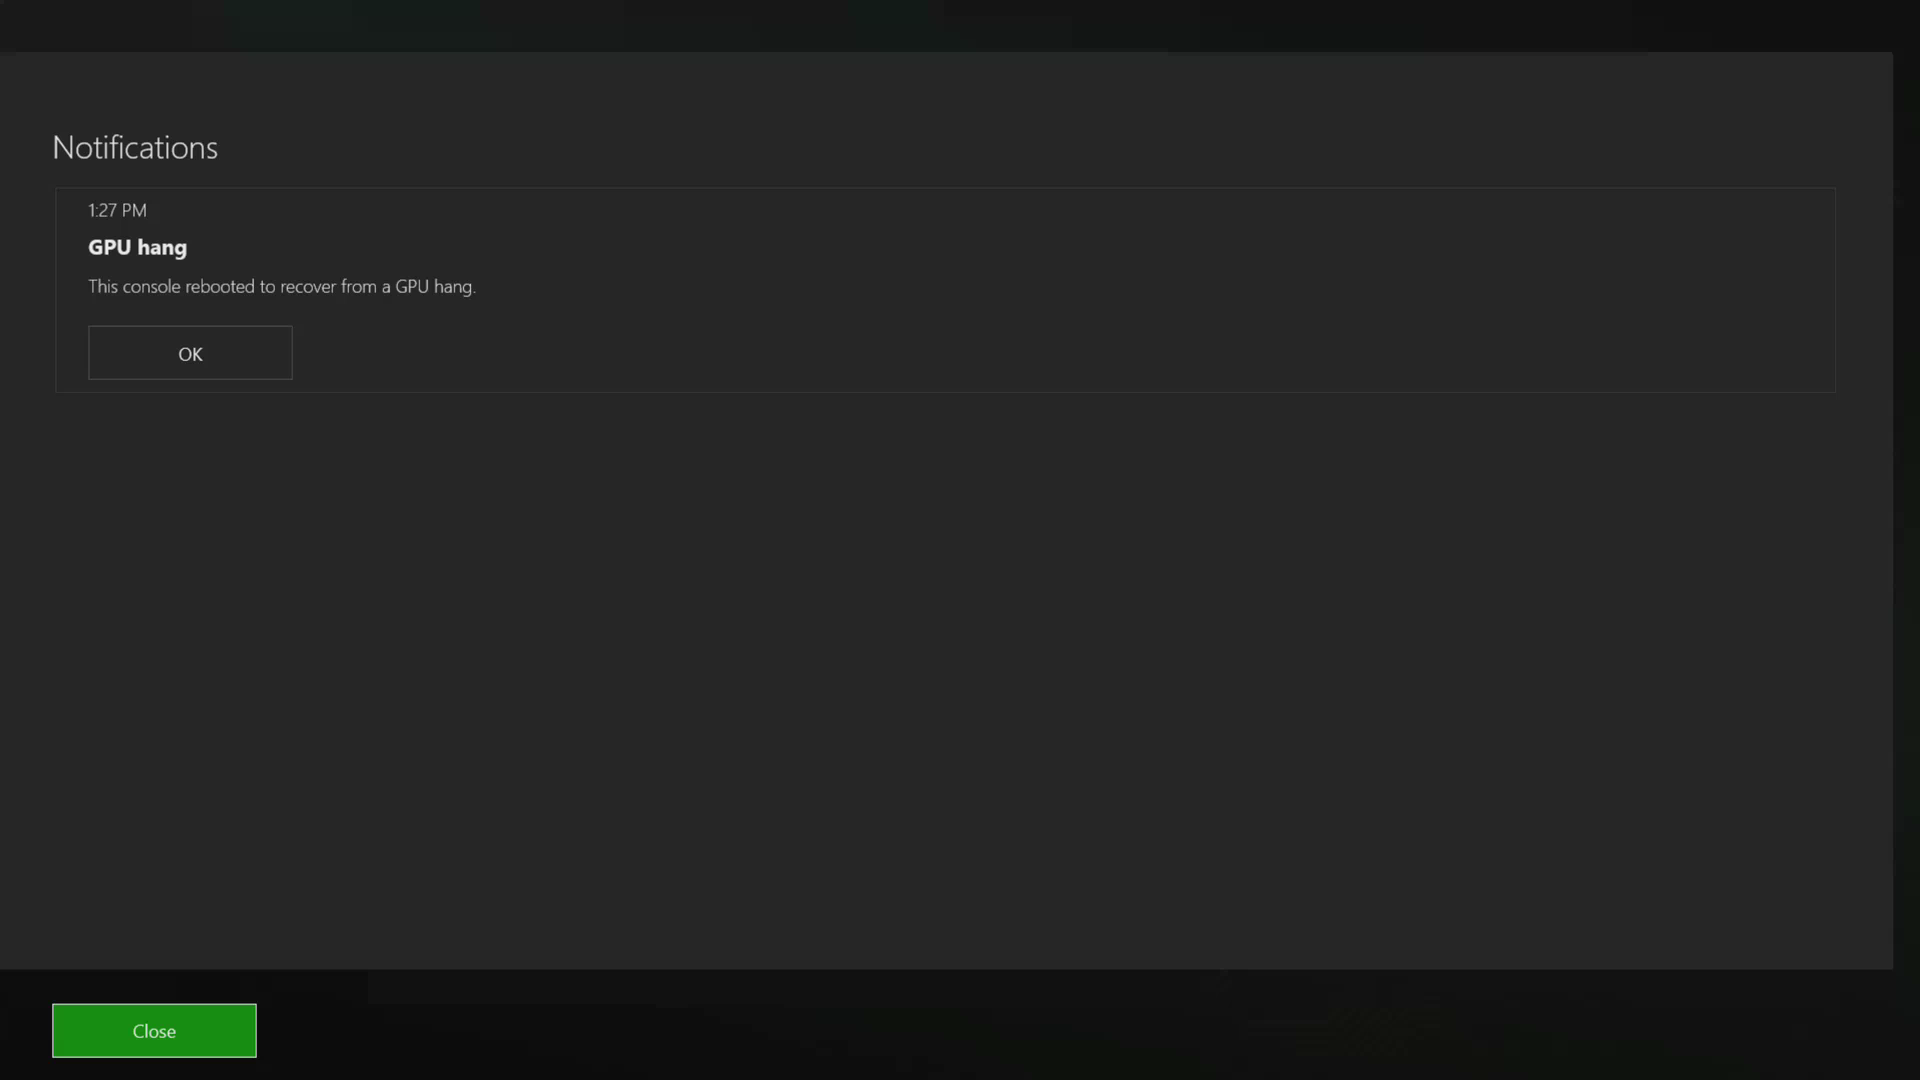 Notifications
1:27 PM
GPU hang
This console rebooted to recover from a GPU hang.
OK
Close